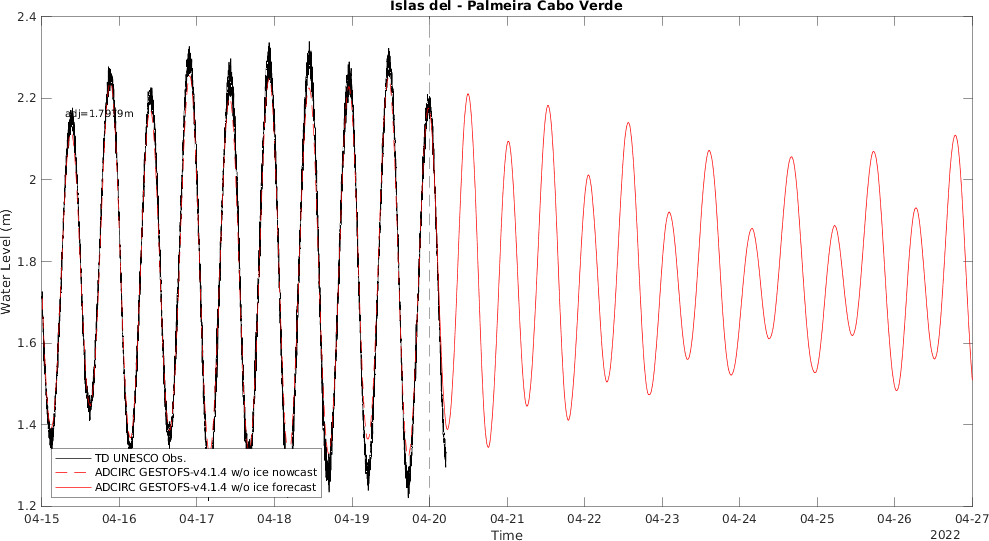 Islas del - Palmeira Cabo Verde
2.4
2.2
2
1.8
1.6
1.4
1.2
Water Level (m)
adj=1.7979m
TD UNESCO Obs.
ADCIRC GESTOFS-v4.1.4 w/o ice nowcast
ADCIRC GESTOFS-v4.1.4 w/o ice forecast
04-15 04-16 04-17 04-18 04-19 04-20 04-21 04-22 04-23 04-24 04-25 04-26 04-27
Time
2022